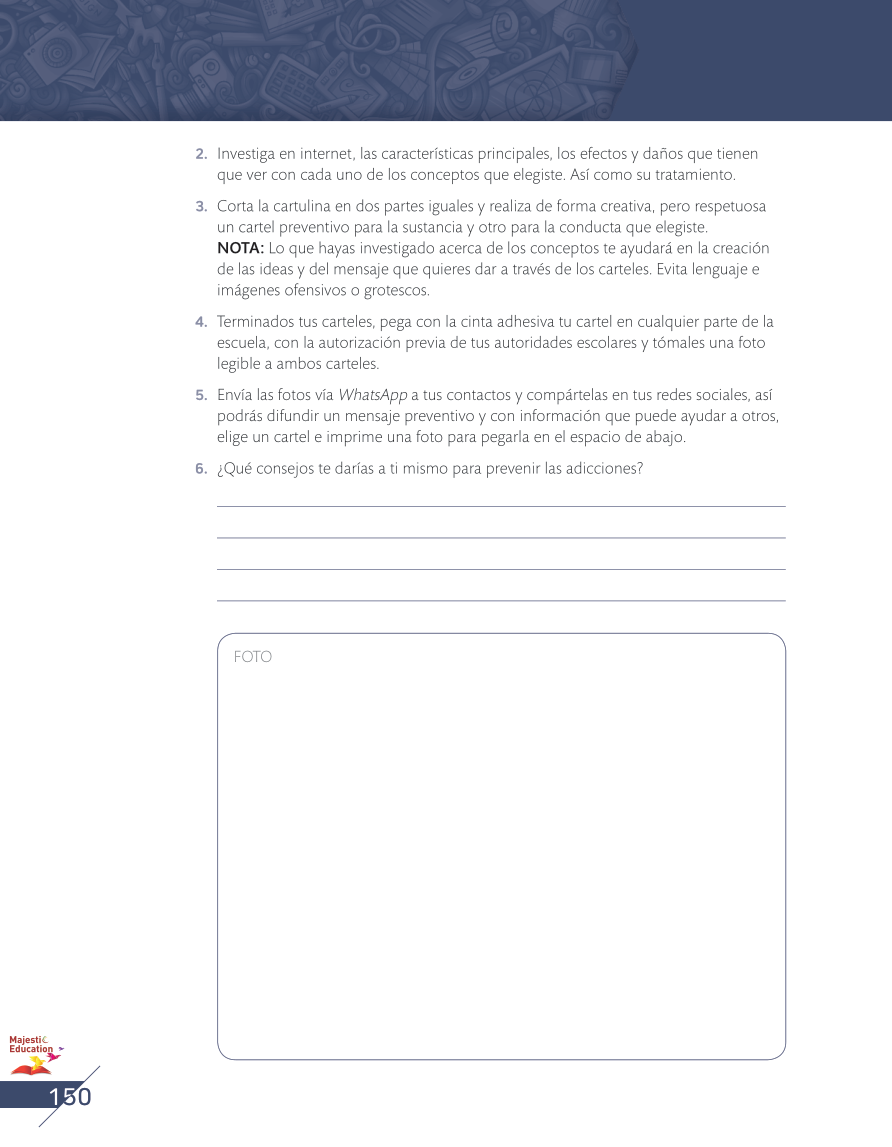 2. Investiga en internet, las características principales, los efectos y daños que tienen
que ver con cada uno de los conceptos que elegiste. Así como su tratamiento.
3. Corta la cartulina en dos partes iguales y realiza de forma creativa, pero respetuosa
un cartel preventivo para la sustancia y otro para la conducta que elegiste.
NOTA: Lo que hayas investigado acerca de los conceptos te ayudará en la creación
de las ideas y del mensaje que quieres dar a través de los carteles. Evita lenguaje e
imágenes ofensivos o grotescos.
4. Terminados tus carteles, pega con la cinta adhesiva tu cartel en cualquier parte de la
escuela, con la autorización previa de tus autoridades escolares y tómales una foto
legible a ambos carteles.
5. Envía las fotos vía WhatsApp a tus contactos y compártelas en tus redes sociales, así
podrás difundir un mensaje preventivo y con información que puede ayudar a otros,
elige un cartel e imprime una foto para pegarla en el espacio de abajo.
6. ¿Qué consejos te darías a ti mismo para prevenir las adicciones?
FOTO
Majestic
Education
150